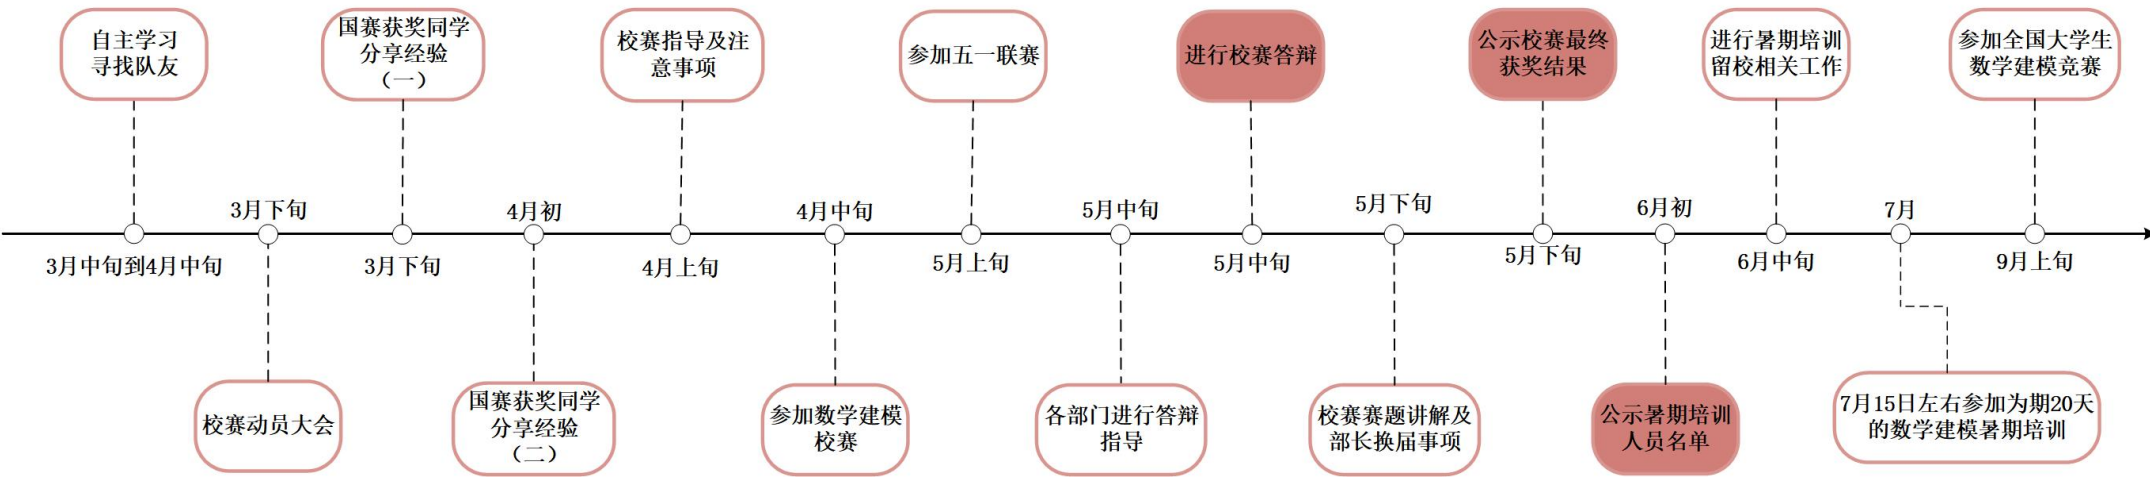 自主学习
寻找队友
国赛获奖同学
分享经验
（一）
校赛指导及注
意事项
参加五一联赛
进行校赛答辩
公示校赛最终
获奖结果
进行暑期培训
留校相关工作
参加全国大学生
数学建模竞赛
3月中旬到4月中旬
3月下旬
3月下旬
4月初
4月上旬
4月中旬
5月上旬
5月中旬
5月中旬
5月下旬
5月下旬
6月初
6月中旬
7月
9月上旬
校赛动员大会
国赛获奖同学
分享经验
（二）
参加数学建模
校赛
各部门进行答辩
指导
校赛赛题讲解及
部长换届事项
公示暑期培训
人员名单
7月15日左右参加为期20天
的数学建模暑期培训